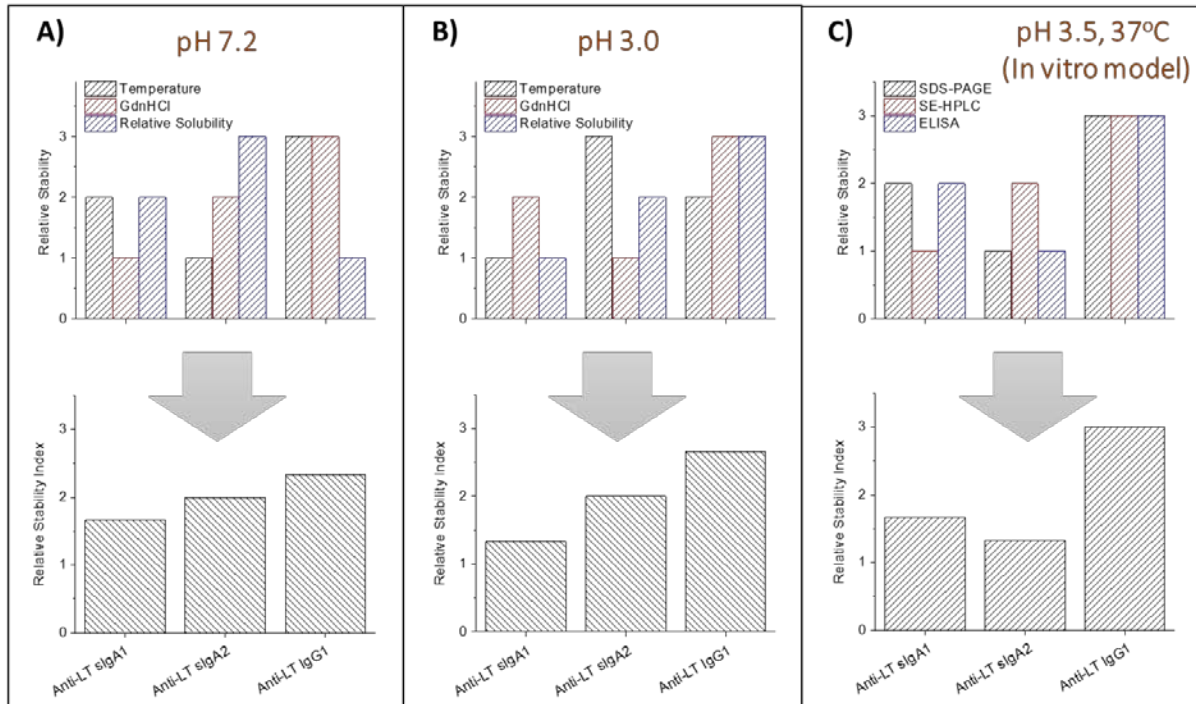 A)
pH 7.2
Temperature
GdnHCl
Relative Solubility
Relative Stability
3
2
1
0
Relative Stability Index
3
2
1
0
Anti-LT sIgA1
Anti-LT sIgA2
Anti-LT IgG1
B)
pH 3.0
Temperature
GdnHCl
Relative Solubility
Relative Stability
3
2
1
0
Relative Stability Index
3
2
1
0
Anti-LT sIgA1
Anti-LT sIgA2
Anti-LT IgG1
C)
pH 3.5, 37ºC
(In vitro model)
SDS-PAGE
SE-HPLC
ELISA
Relative Stability
3
2
1
0
Relative Stability Index
3
2
1
0
Anti-LT sIgA1
Anti-LT sIgA2
Anti-LT IgG1